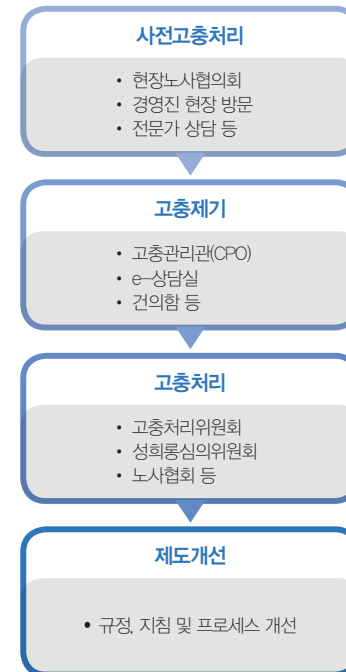 사전고충처리
• 현장노사협의회
• 경영진 현장 방문
• 전문가 상담 등
고충제기
• 고충관리관(CPO)
• e-상담실
• 건의함 등
고충처리
• 고충처리위원회
• 성희롱심의위원회
• 노사협회 등
제도개선
• 규정, 지침 및 프로세스 개선